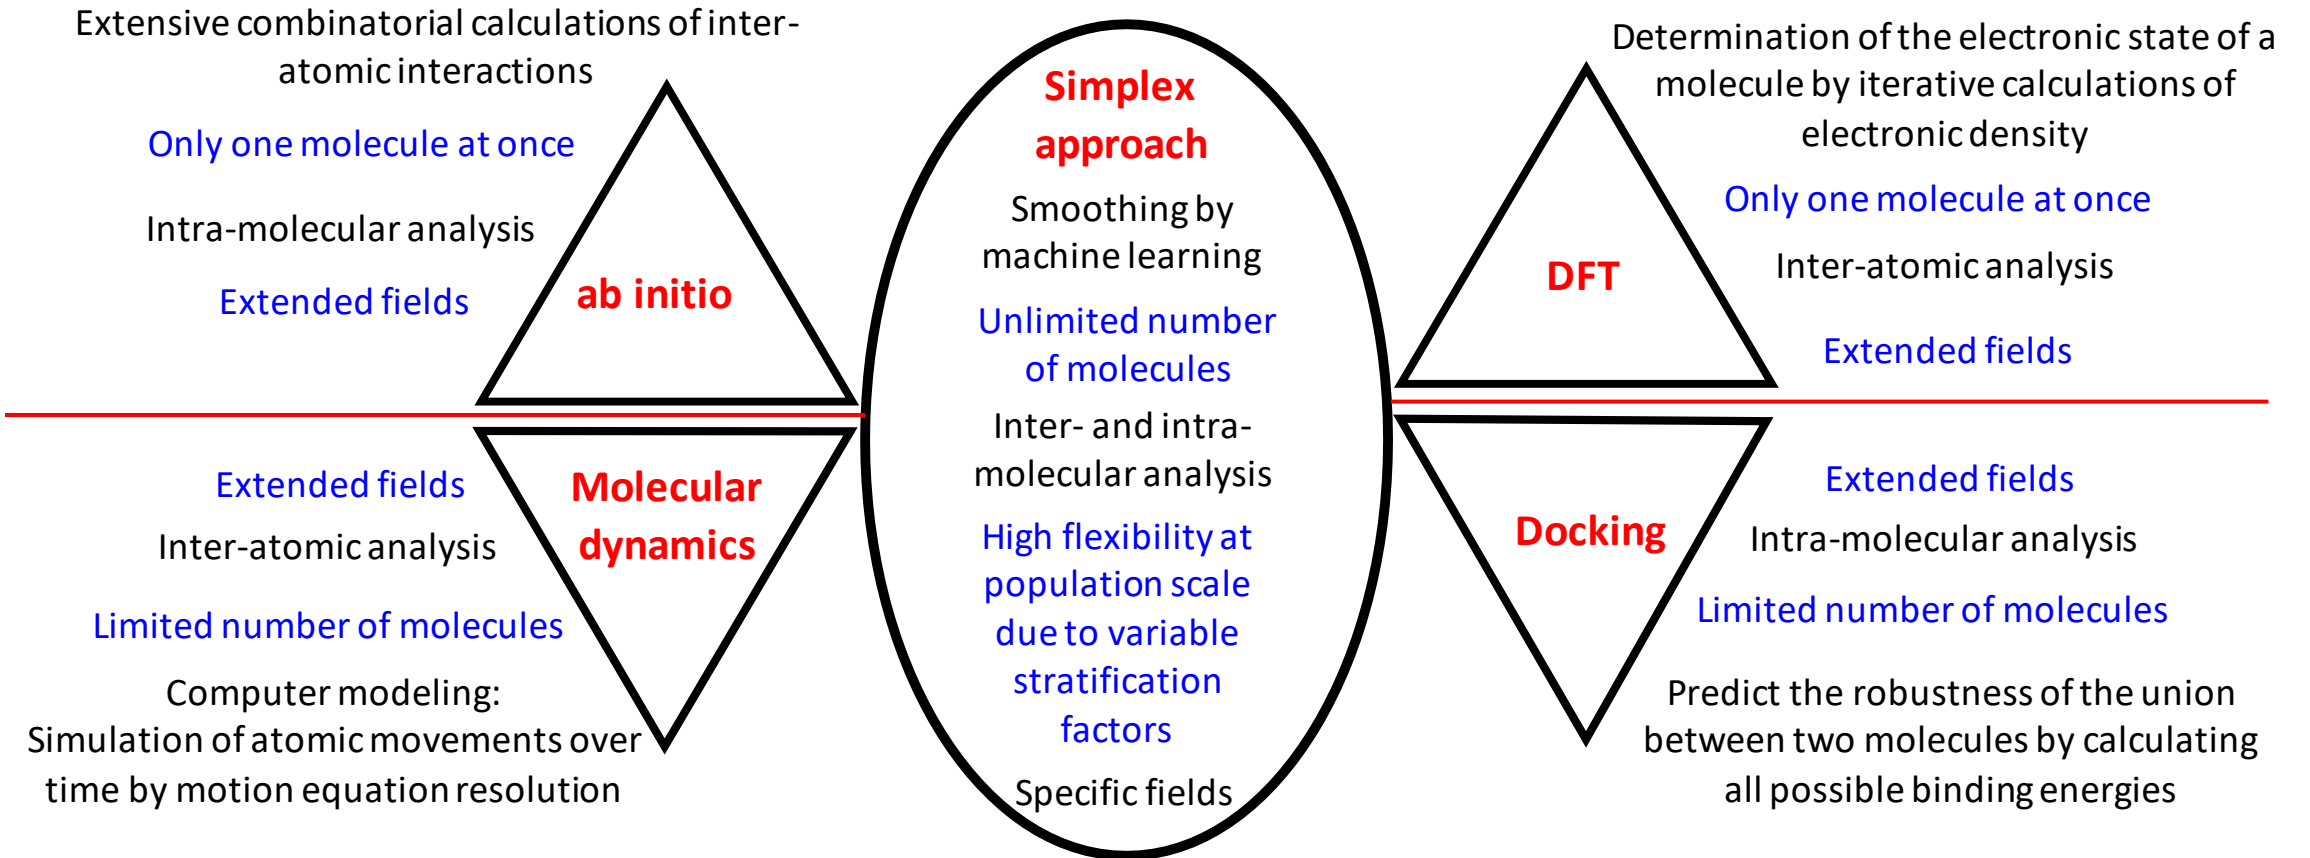 Extensive combinatorial calculations of inter-
atomic interactions
Only one molecule at once
Intra-molecular analysis
Extended fields
ab initio
Extended fields
Inter-atomic analysis
Limited number of molecules
Computer modeling:
Simulation of atomic movements over
time by motion equation resolution
Molecular
dynamics
Simplex
approach
Smoothing by
machine learning
Unlimited number
of molecules
Inter- and intra-
molecular analysis
High flexibility at
population scale
due to variable
stratification
factors
Specific fields
Determination of the electronic state of a
molecule by iterative calculations of
electronic density
Only one molecule at once
Inter-atomic analysis
Extended fields
DFT
Extended fields
Intra-molecular analysis
Limited number of molecules
Predict the robustness of the union
between two molecules by calculating
all possible binding energies
Docking